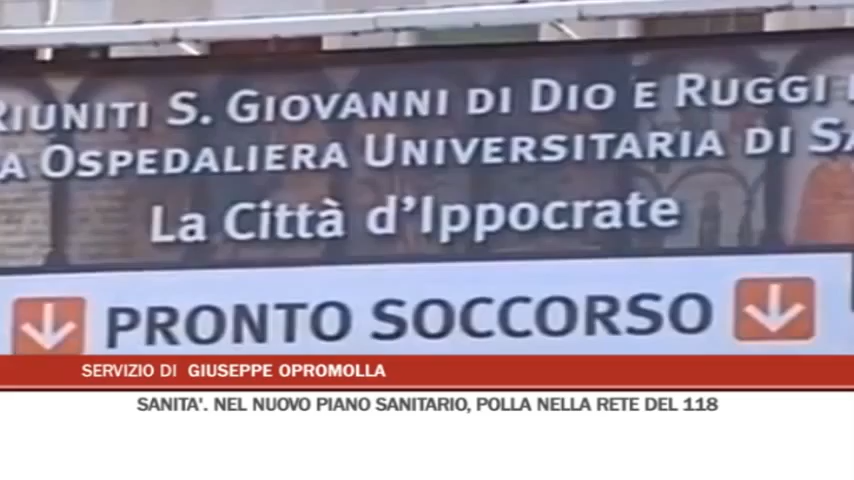 RIUNITI S. GIOVANNI DI DIO E RUGGI
OSPEDALIERA UNIVERSITARIA DI
La Città d'Ippocrate
PRONTO SOCCORSO
SERVIZIO DI GIUSEPPE OPROMOLLA
SANITA'. NEL NUOVO PIANO SANITARIO, POLLA NELLA RETE DEL 118